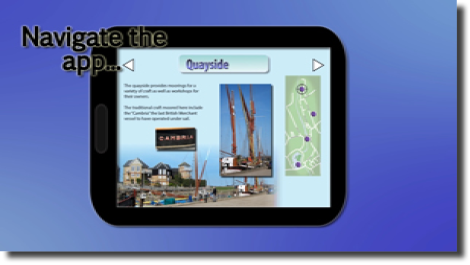 Navigate the
app...
Quayside
The quayside provides moorings for a
variety of craft as well as workshops for
their owners.
The traditional craft moored here include
the "Cambria" the last British Merchant
vessel to have operated under sail.
CAMBRIA